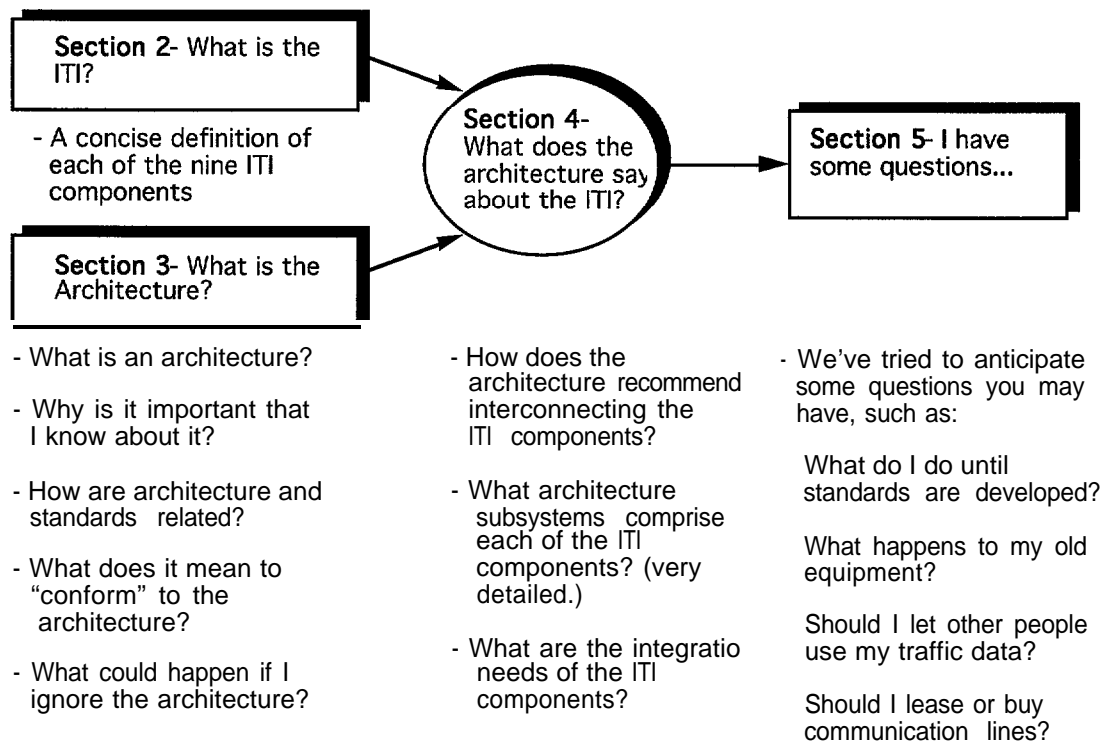 Section 2- What is the
ITI?
- A concise definition of
each of the nine ITI
components
Section 3- What is the
Architecture?
- What is an architecture?
- Why is it important that
I know about it?
- How are architecture and
standards related?
- What does it mean to
“conform” to the
architecture?
- What could happen if I
ignore the architecture?
Section 4-
What does the
architecture say
about the ITI?
- How does the
architecture recommend
interconnecting the
ITI components?
- What architecture
subsystems comprise
each of the ITI
components? (very
detailed.)
- What are the integratio
needs of the ITI
components?
Section 5- I have
some questions...
- We’ve tried to anticipate
some questions you may
have, such as:
What do I do until
standards are developed?
What happens to my old
equipment?
Should I let other people
use my traffic data?
Should I lease or buy
communication lines?